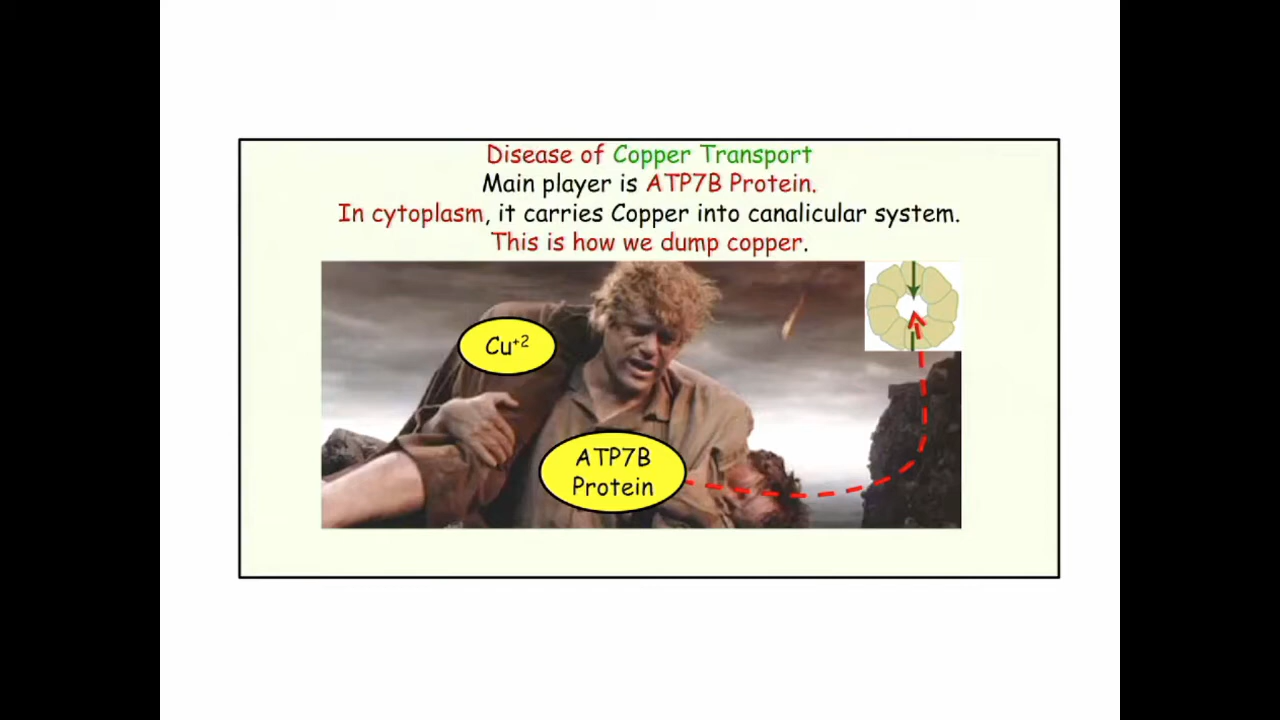 Disease of Copper Transport
Main player is ATP7B Protein.
In cytoplasm, it carries Copper into canalicular system.
This is how we dump copper.
Cu+2
ATP7B
Protein